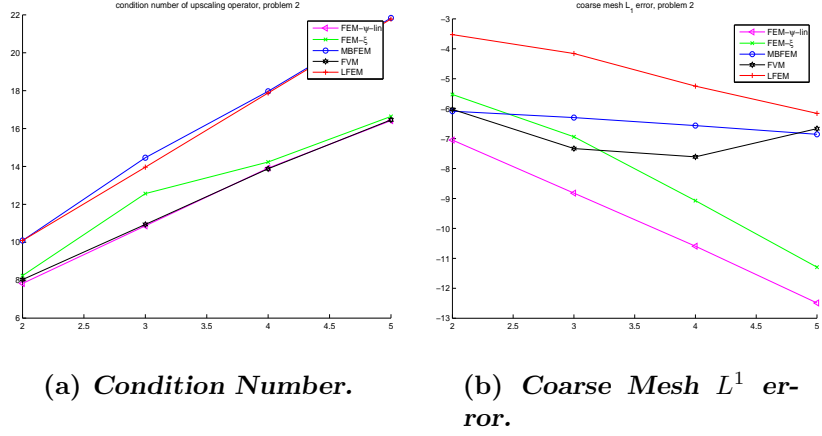 condition number of upscaling operator, problem 2
22
20
18
16
14
12
10
8
6
2
2.5
3
3.5
4
4.5
5
FEM-ψ-lin
FEM-ξ
MBFEM
FVM
LFEM
(a) Condition Number.
coarse mesh L1 error, problem 2
-3
-4
-5
-6
-7
-8
-9
-10
-11
-12
-13
2
2.5
3
3.5
4
4.5
5
FEM-ψ-lin
FEM-ξ
MBFEM
FVM
LFEM
(b) Coarse Mesh L^1 er-
ror.